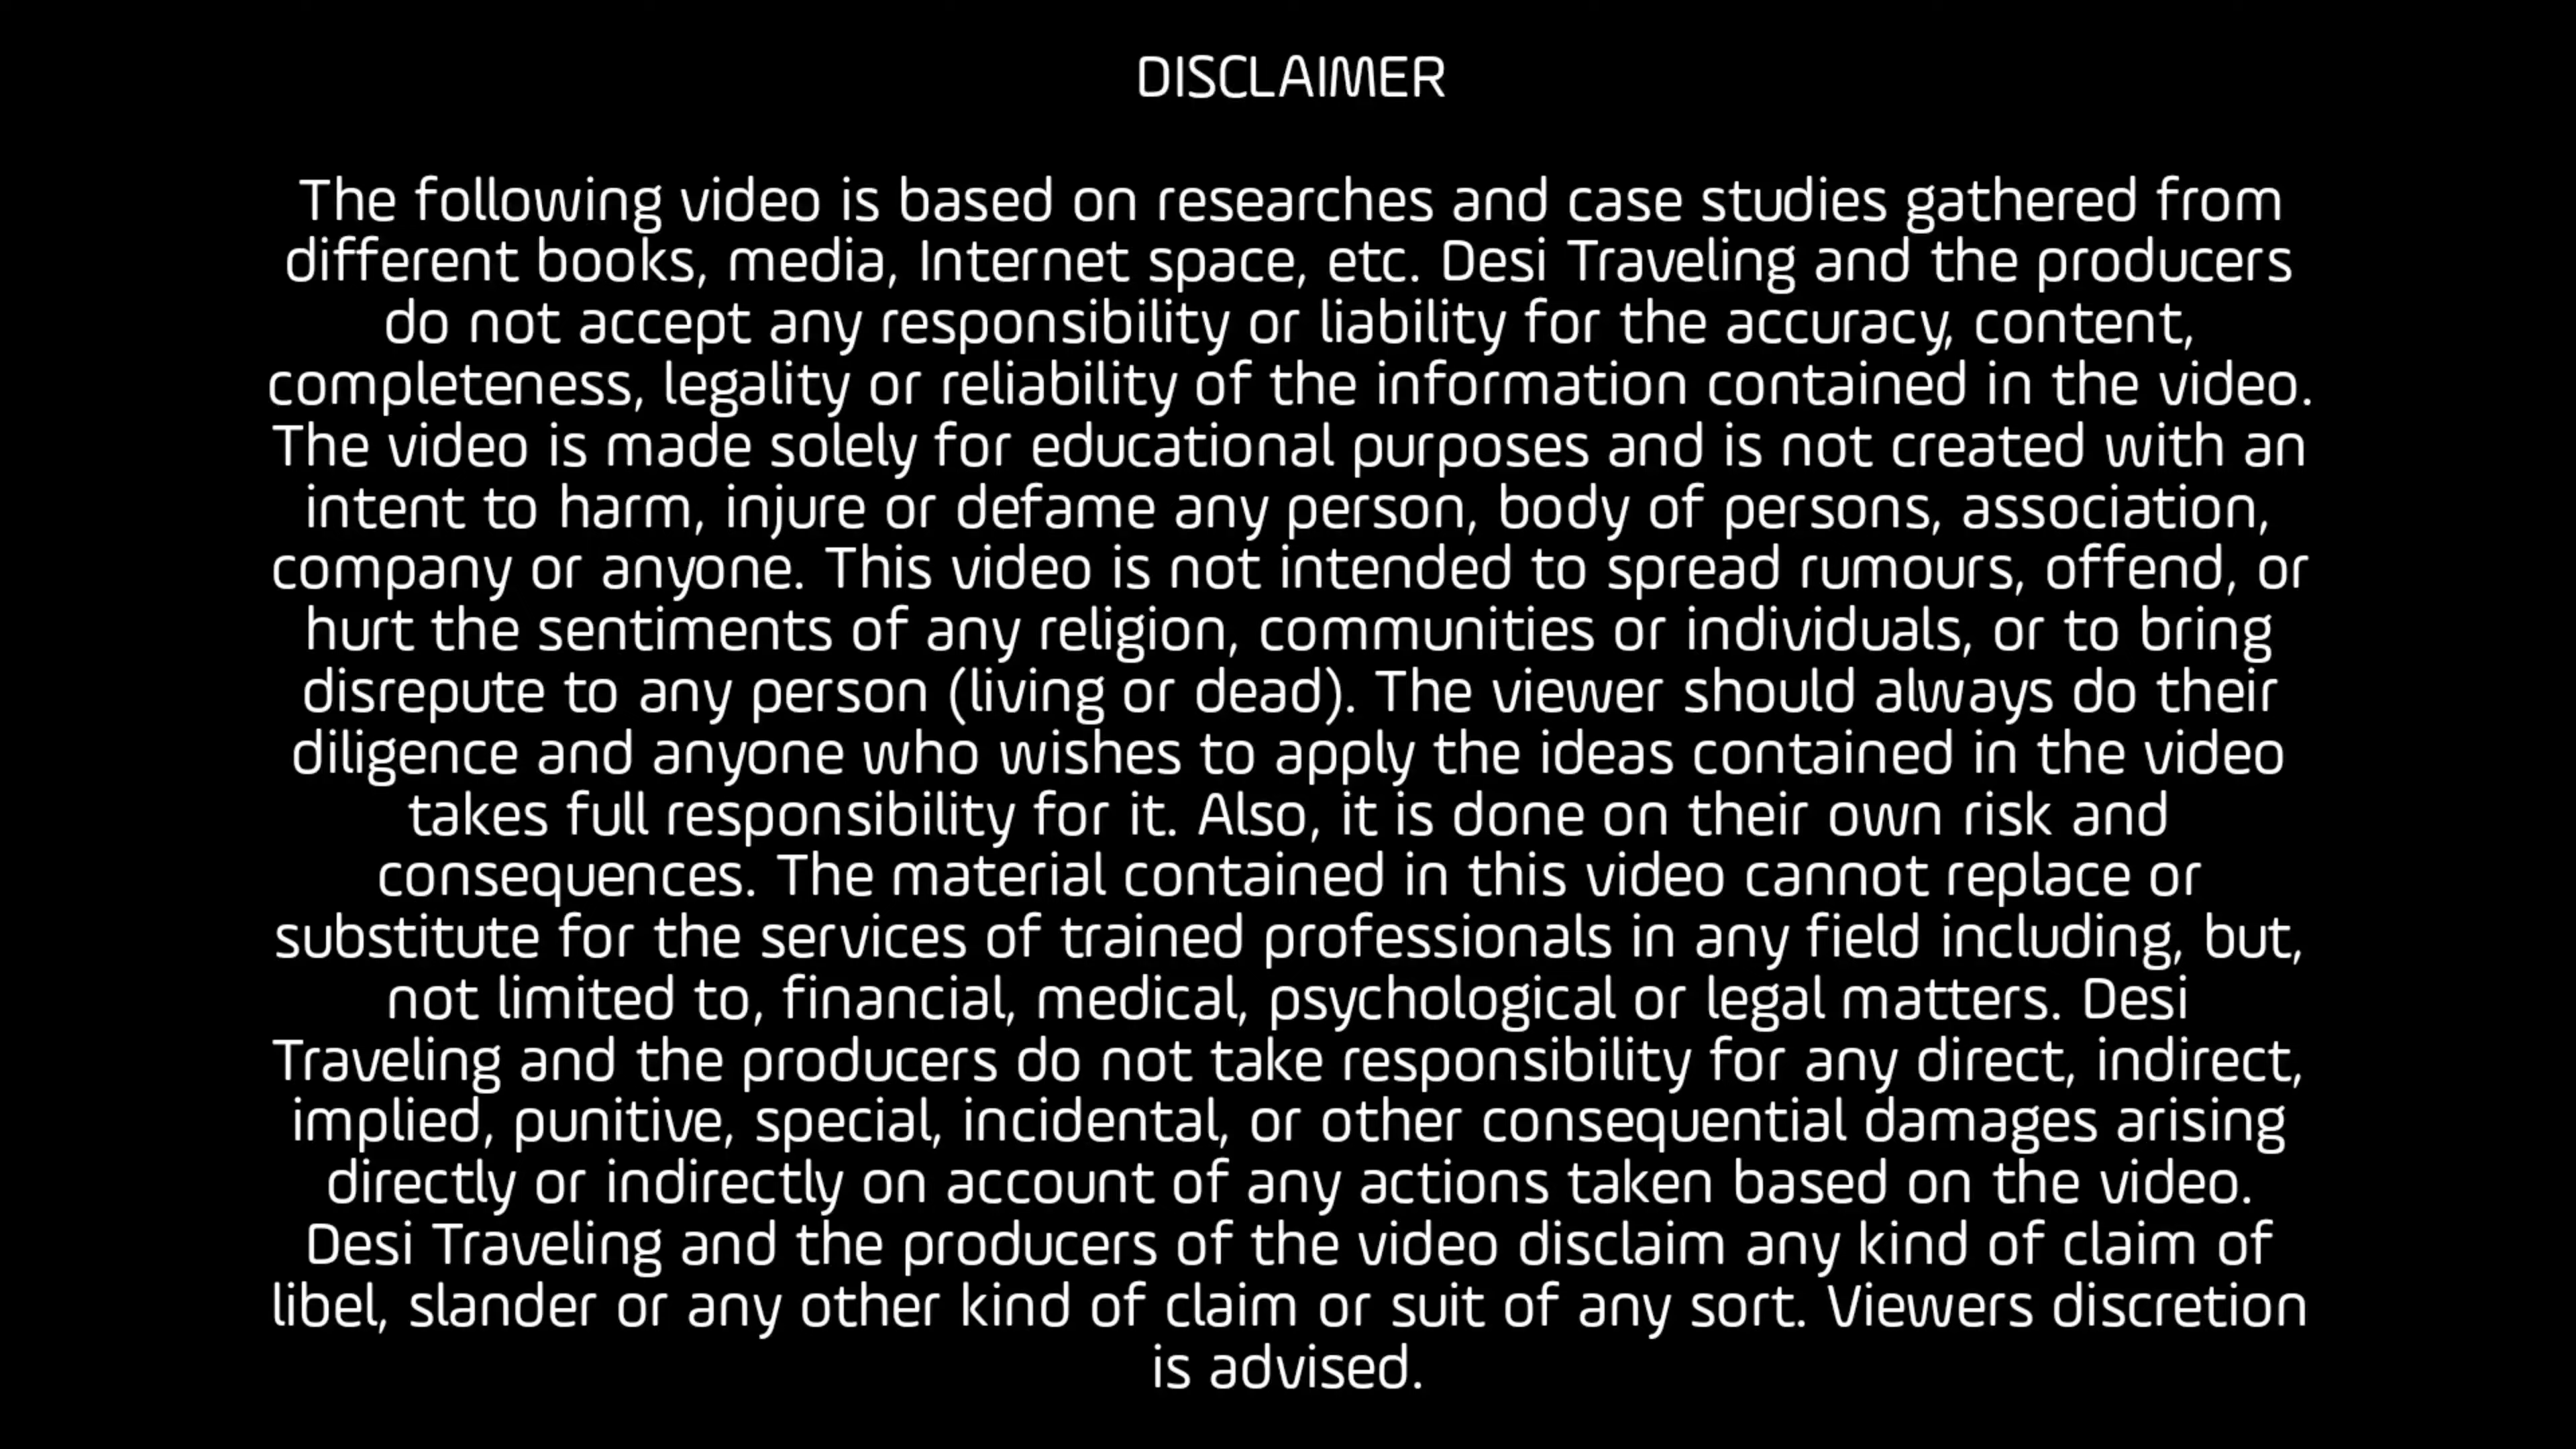 DISCLAIMER
The following video is based on researches and case studies gathered from
different books, media, Internet space, etc. Desi Traveling and the producers
do not accept any responsibility or liability for the accuracy, content,
completeness, legality or reliability of the information contained in the video.
The video is made solely for educational purposes and is not created with an
intent to harm, injure or defame any person, body of persons, association,
company or anyone. This video is not intended to spread rumours, offend, or
hurt the sentiments of any religion, communities or individuals, or to bring
disrepute to any person (living or dead). The viewer should always do their
diligence and anyone who wishes to apply the ideas contained in the video
takes full responsibility for it. Also, it is done on their own risk and
consequences. The material contained in this video cannot replace or
substitute for the services of trained professionals in any field including, but,
not limited to, financial, medical, psychological or legal matters. Desi
Traveling and the producers do not take responsibility for any direct, indirect,
implied, punitive, special, incidental, or other consequential damages arising
directly or indirectly on account of any actions taken based on the video.
Desi Traveling and the producers of the video disclaim any kind of claim of
libel, slander or any other kind of claim or suit of any sort. Viewers discretion
is advised.